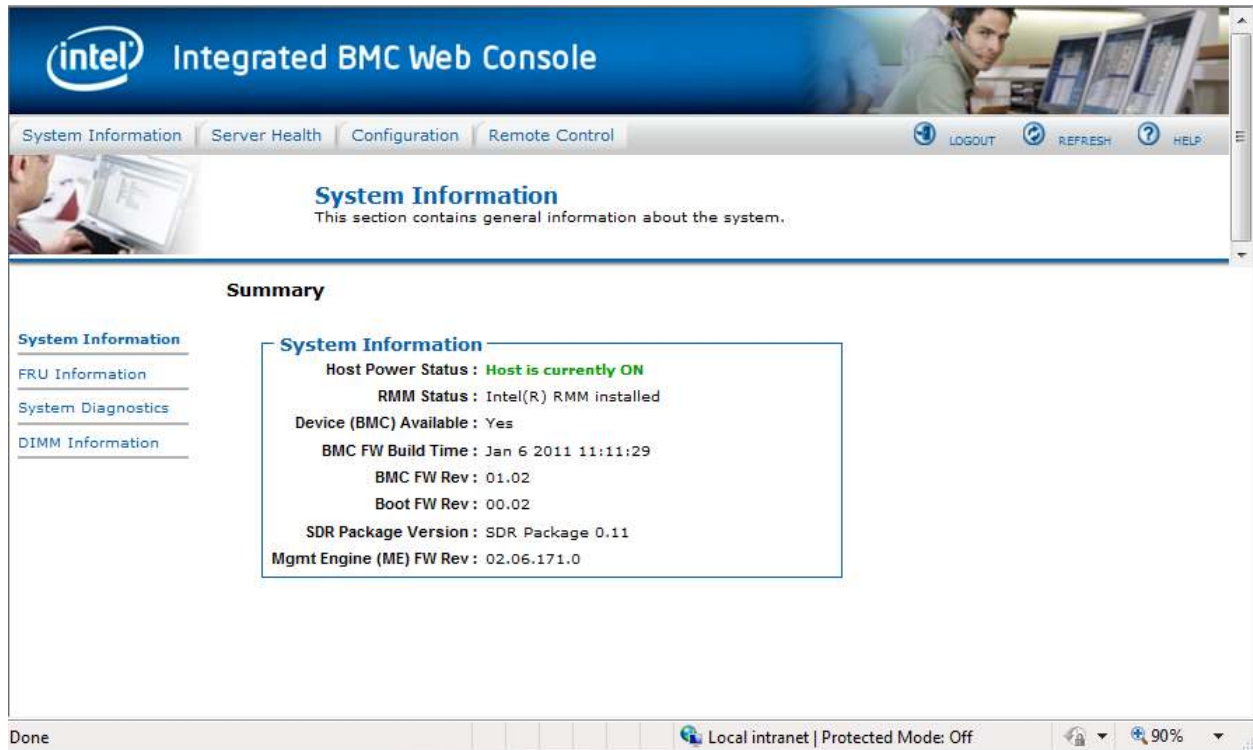 intel Integrated BMC Web Console
System Information Server Health Configuration Remote Control LOGOUT REFRESH HELP
System Information
This section contains general information about the system.
Summary
System Information
FRU Information
System Diagnostics
DIMM Information
System Information
Host Power Status : Host is currently ON
RMM Status : Intel(R) RMM installed
Device (BMC) Available : Yes
BMC FW Build Time : Jan 6 2011 11:11:29
BMC FW Rev : 01.02
Boot FW Rev : 00.02
SDR Package Version : SDR Package 0.11
Mgmt Engine (ME) FW Rev : 02.06.171.0
Done Local intranet | Protected Mode: Off 90%